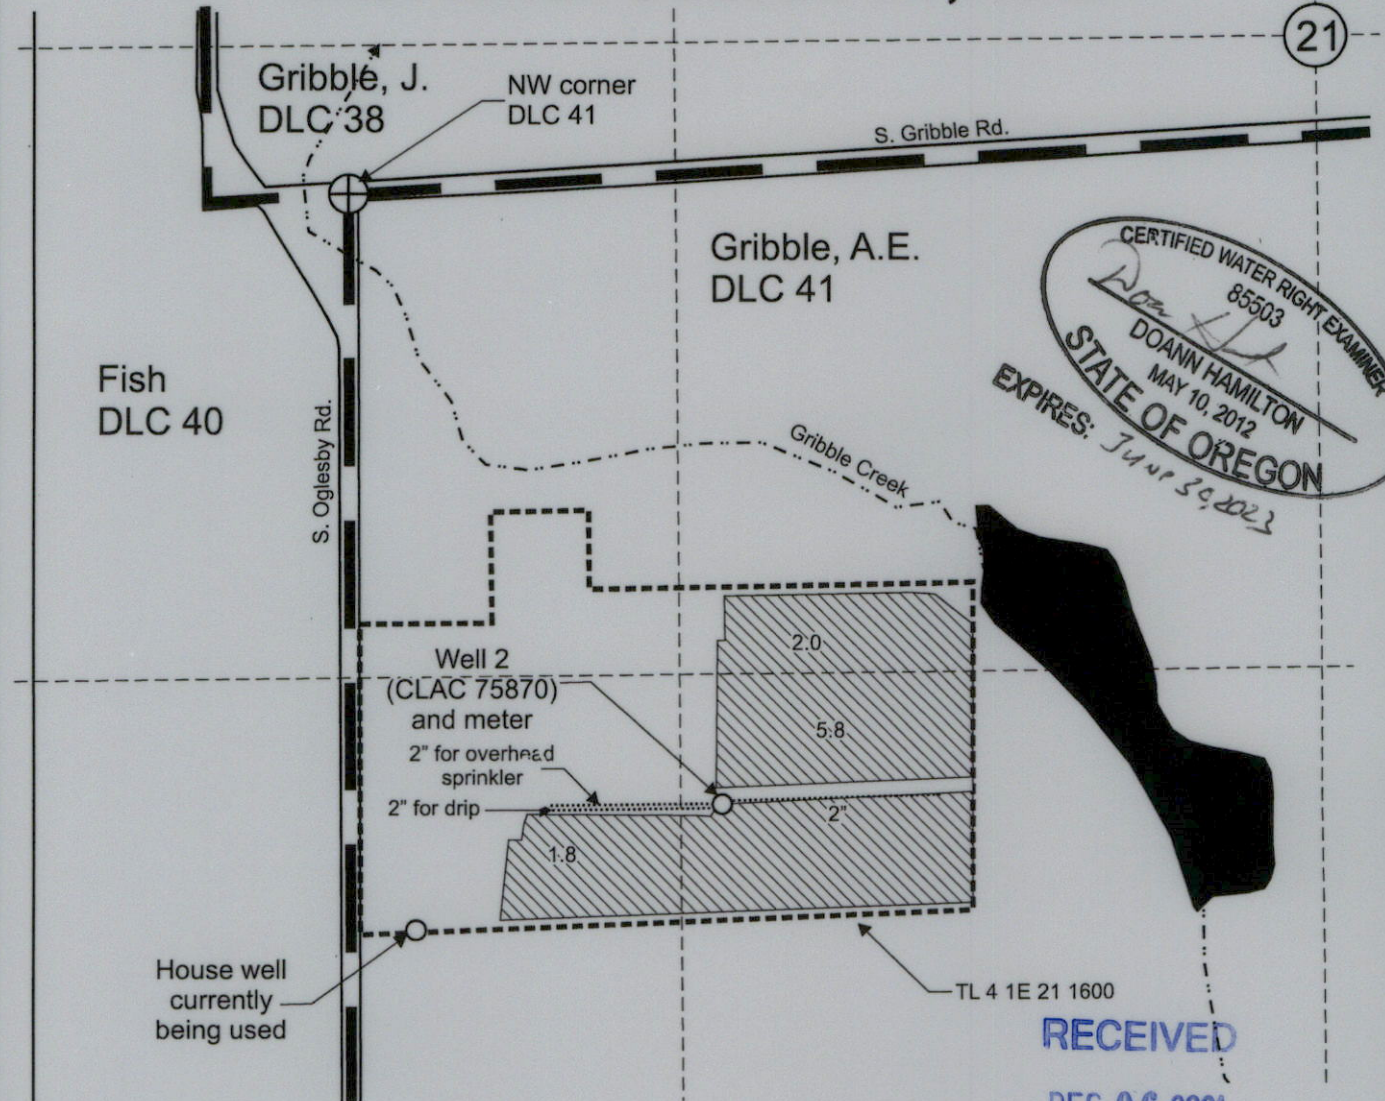 21
Gribble, J.
DLC 38
NW corner
DLC 41
S. Gribble Rd.
Gribble, A.E.
DLC 41
CERTIFIED WATER RIGHT EXAMINER
85503
DOANN HAMILTON
MAY 10, 2012
STATE OF OREGON
EXPIRES: June 30, 2023
Fish
DLC 40
S. Oglesby Rd.
Gribble Creek
2.0
Well 2
(CLAC 75870)
and meter
5.8
2” for overhead
sprinkler
2” for drip
2”
1.8
House well
currently
being used
TL 4 1E 21 1600
RECEIVED